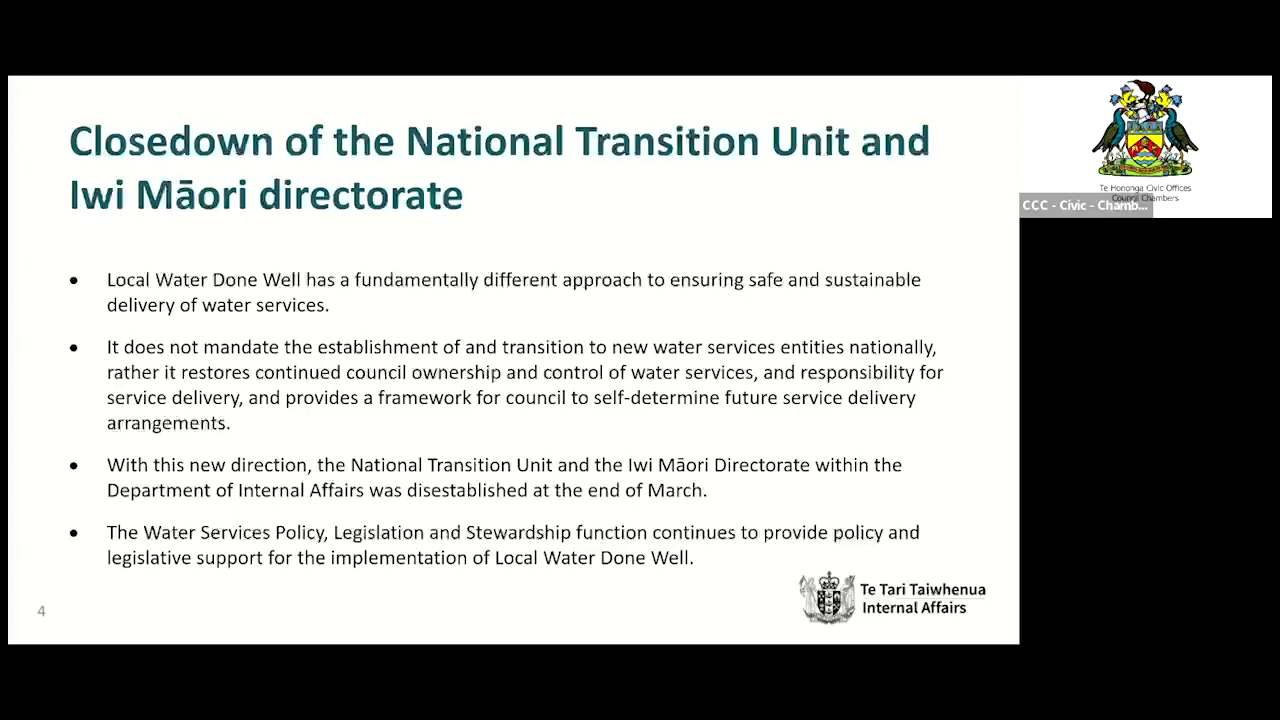 Closedown of the National Transition Unit and
Iwi Māori directorate
• Local Water Done Well has a fundamentally different approach to ensuring safe and sustainable
delivery of water services.
• It does not mandate the establishment of and transition to new water services entities nationally,
rather it restores continued council ownership and control of water services, and responsibility for
service delivery, and provides a framework for council to self-determine future service delivery
arrangements.
• With this new direction, the National Transition Unit and the Iwi Māori Directorate within the
Department of Internal Affairs was disestablished at the end of March.
• The Water Services Policy, Legislation and Stewardship function continues to provide policy and
legislative support for the implementation of Local Water Done Well.
4
Te Tari Taiwhenua
Internal Affairs
Te Hononga Civic Offices
Council Chambers
CCC - Civic - Chamb...